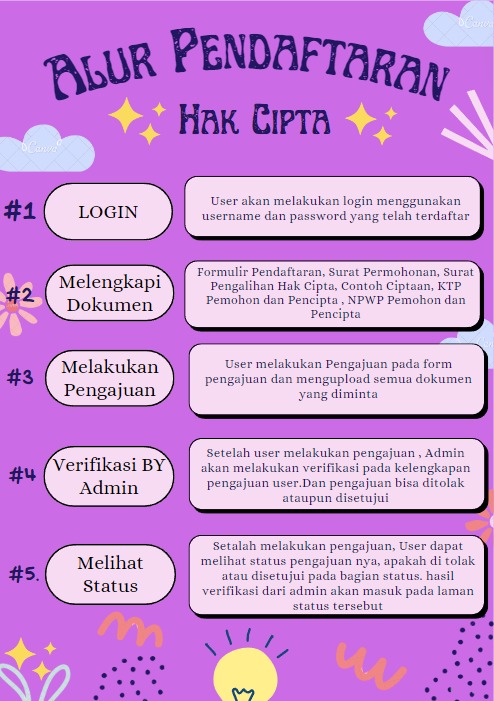 ALUR PENDAFTARAN
Canva
HAK CIPTA
Canva
#1
LOGIN
User akan melakukan login menggunakan
username dan password yang telah terdaftar
#2
Melengkapi
Dokumen
Formulir Pendaftaran, Surat Permohonan, Surat
Pengalihan Hak Cipta, Contoh Ciptaan, KTP
Pemohon dan Pencipta , NPWP Pemohon dan
Pencipta
#3
Melakukan
Pengajuan
User melakukan Pengajuan pada form
pengajuan dan mengupload semua dokumen
yang diminta
#4
Verifikasi BY
Admin
Setelah user melakukan pengajuan , Admin
akan melakukan verifikasi pada kelengkapan
pengajuan user.Dan pengajuan bisa ditolak
ataupun disetujui
#5.
Melihat
Status
Setalah melakukan pengajuan, User dapat
melihat status pengajuan nya, apakah di tolak
atau disetujui pada bagian status. hasil
verifikasi dari admin akan masuk pada laman
status tersebut